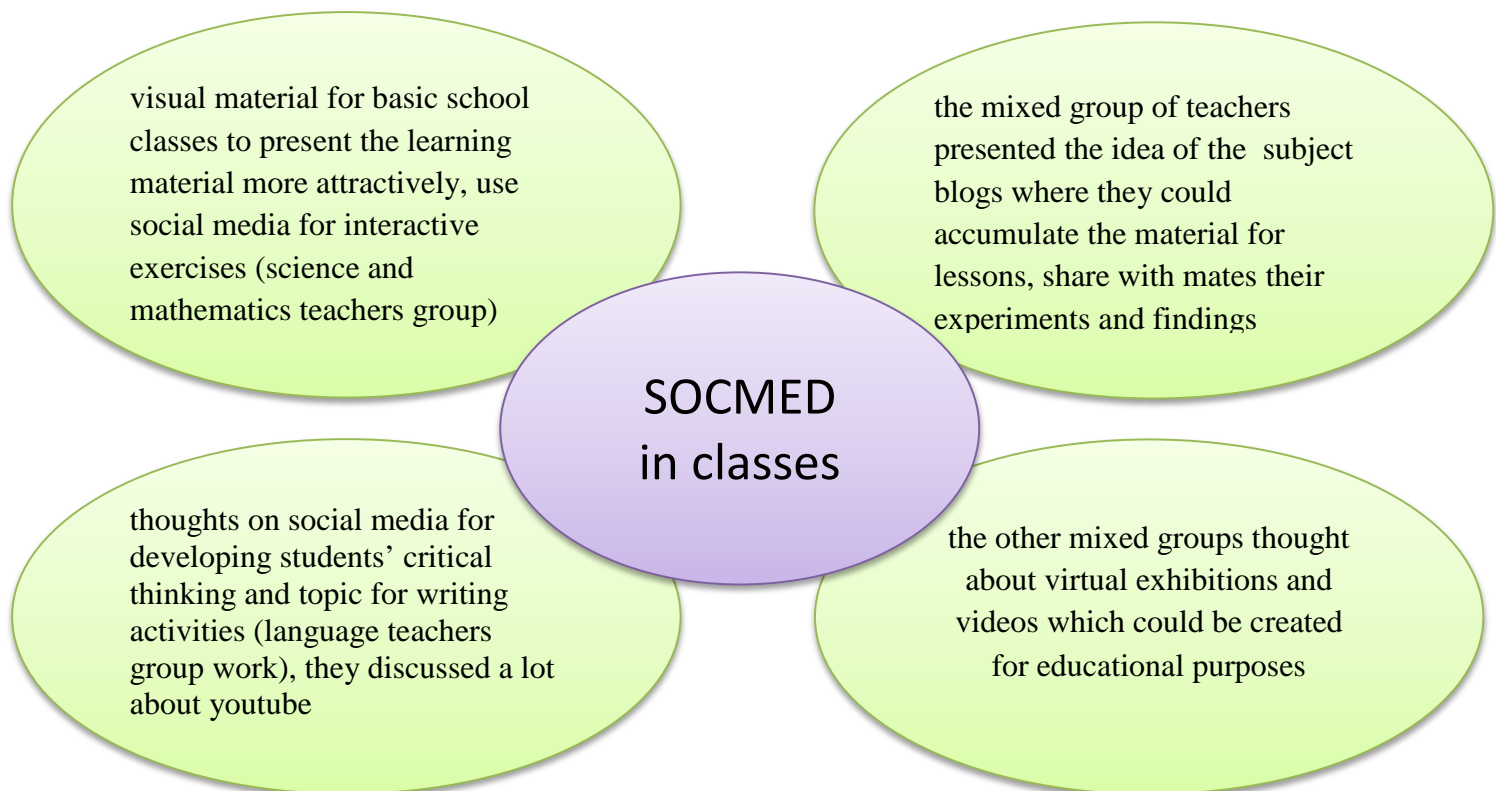 visual material for basic school
classes to present the learning
material more attractively, use
social media for interactive
exercises (science and
mathematics teachers group)
the mixed group of teachers
presented the idea of the  subject
blogs where they could
accumulate the material for
lessons, share with mates their
experiments and findings
SOCMED
in classes
thoughts on social media for
developing students’ critical
thinking and topic for writing
activities (language teachers
group work), they discussed a lot
about youtube
the other mixed groups thought
about virtual exhibitions and
videos which could be created
for educational purposes